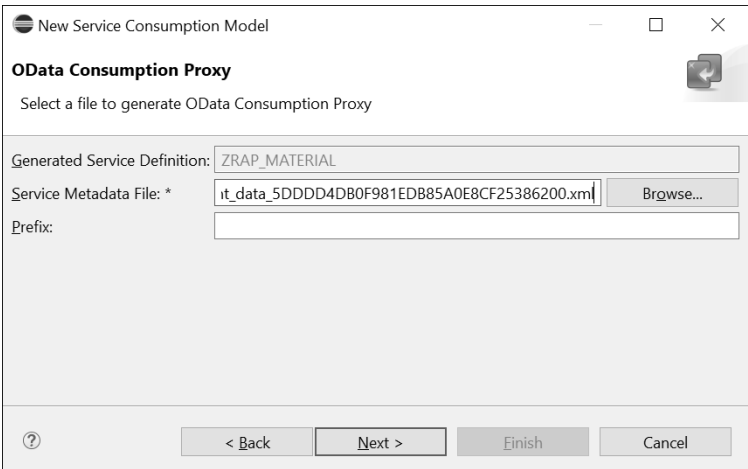 New Service Consumption Model
OData Consumption Proxy
Select a file to generate OData Consumption Proxy
Generated Service Definition: ZRAP_MATERIAL
Service Metadata File: * nt_data_5DDDD4DB0F981EDB85A0E8CF25386200.xml Browse...
Prefix:
? < Back Next > Finish Cancel